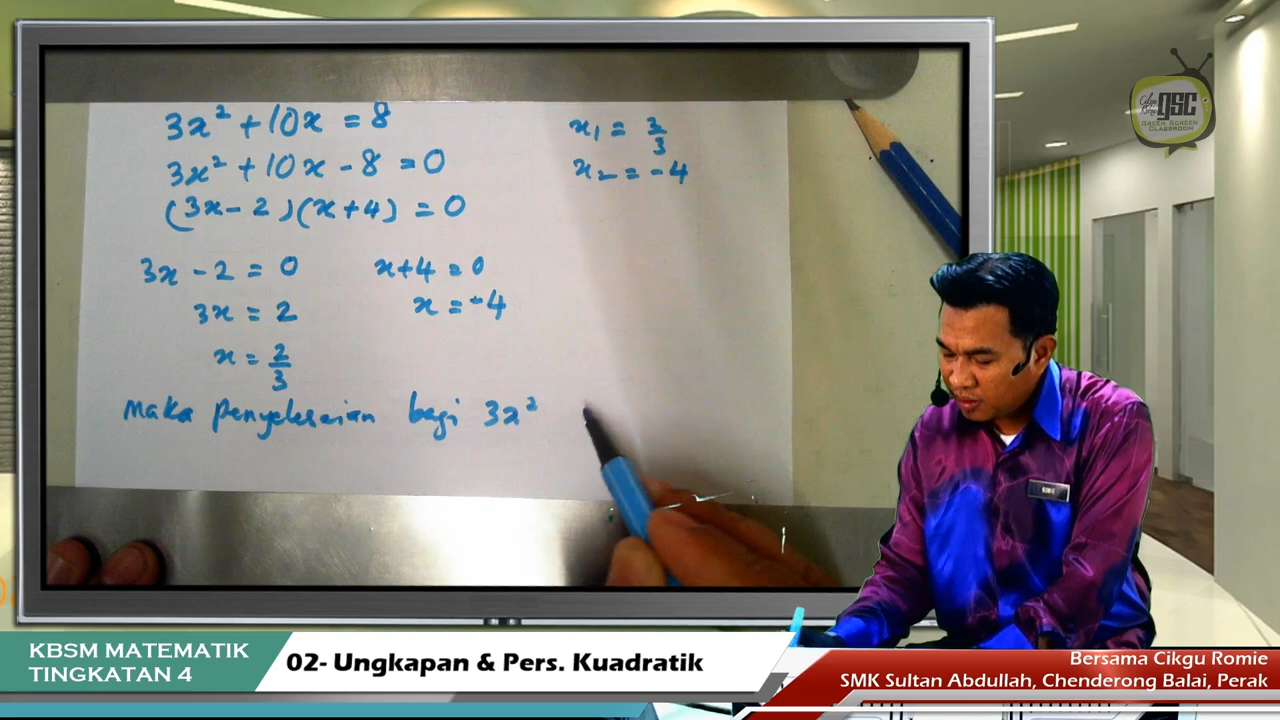 3x² + 10x = 8
3x² + 10x - 8 = 0
(3x - 2)(x + 4) = 0
3x - 2 = 0
3x = 2
x = 2/3
x + 4 = 0
x = -4
x₁ = 2/3
x₂ = -4
Maka penyelesaian bagi 3x²
GSC
GREEN SCREEN
CLASSROOM
KBSM MATEMATIK
TINGKATAN 4
02- Ungkapan & Pers. Kuadratik
Bersama Cikgu Romie
SMK Sultan Abdullah, Chenderong Balai, Perak